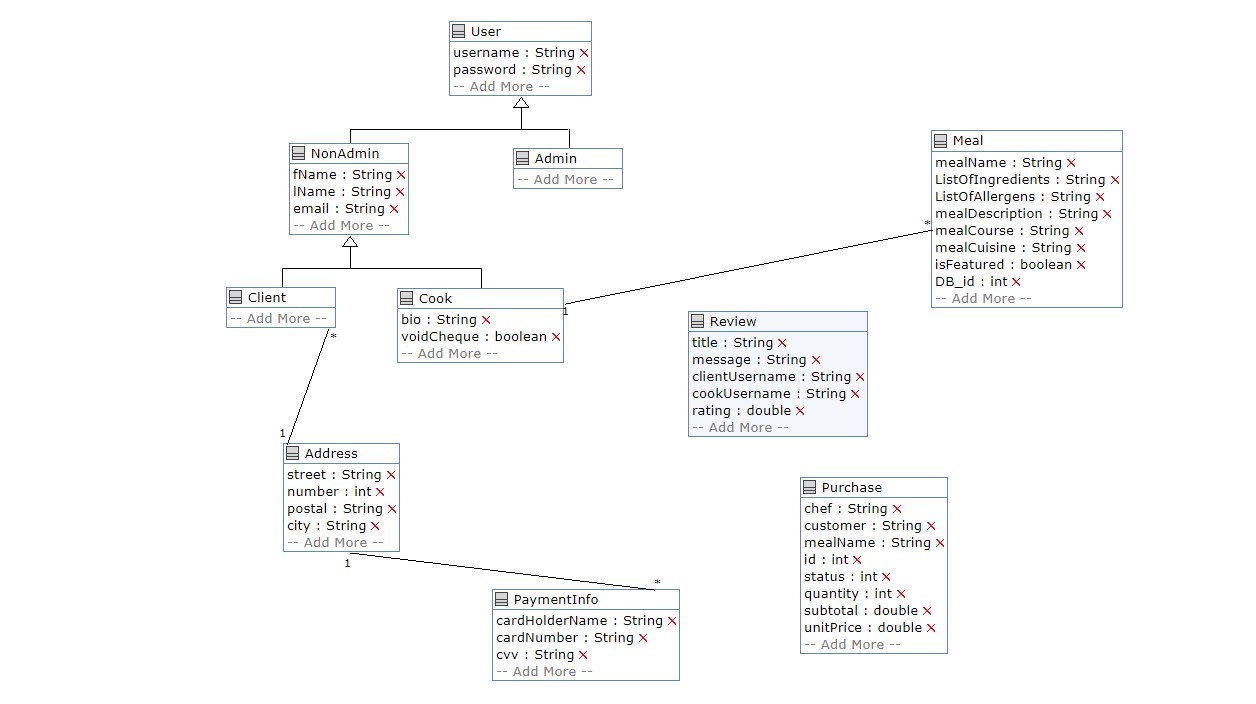 User
username : String
password : String
-- Add More --
NonAdmin
fName : String
lName : String
email : String
-- Add More --
Admin
-- Add More --
Meal
mealName : String
ListOfIngredients : String
ListOfAllergens : String
mealDescription : String
mealCourse : String
mealCuisine : String
isFeatured : boolean
DB_id : int
-- Add More --
*
Client
-- Add More --
*
Cook
bio : String
voidCheque : boolean
-- Add More --
1
Review
title : String
message : String
clientUsername : String
cookUsername : String
rating : double
-- Add More --
1
Address
street : String
number : int
postal : String
city : String
-- Add More --
1
*
PaymentInfo
cardHolderName : String
cardNumber : String
cvv : String
-- Add More --
Purchase
chef : String
customer : String
mealName : String
id : int
status : int
quantity : int
subtotal : double
unitPrice : double
-- Add More --